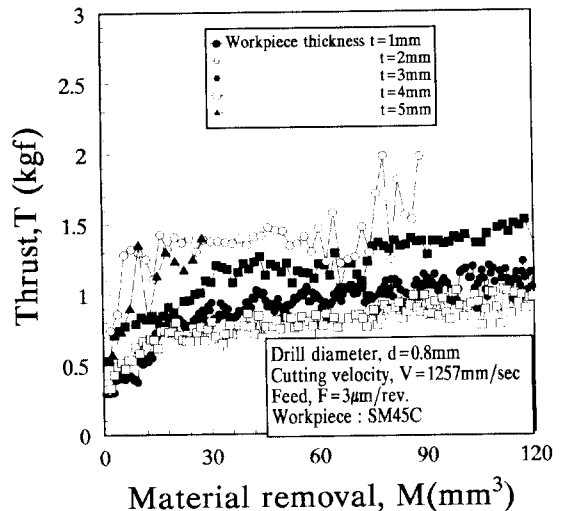 3
2.5
2
1.5
1
0.5
0
Thrust,T (kgf)
Workpiece thickness t=1mm
t=2mm
t=3mm
t=4mm
t=5mm
Drill diameter, d=0.8mm
Cutting velocity, V=1257mm/sec
Feed, F=3μm/rev.
Workpiece : SM45C
0 30 60 90 120
Material removal, M(mm³)